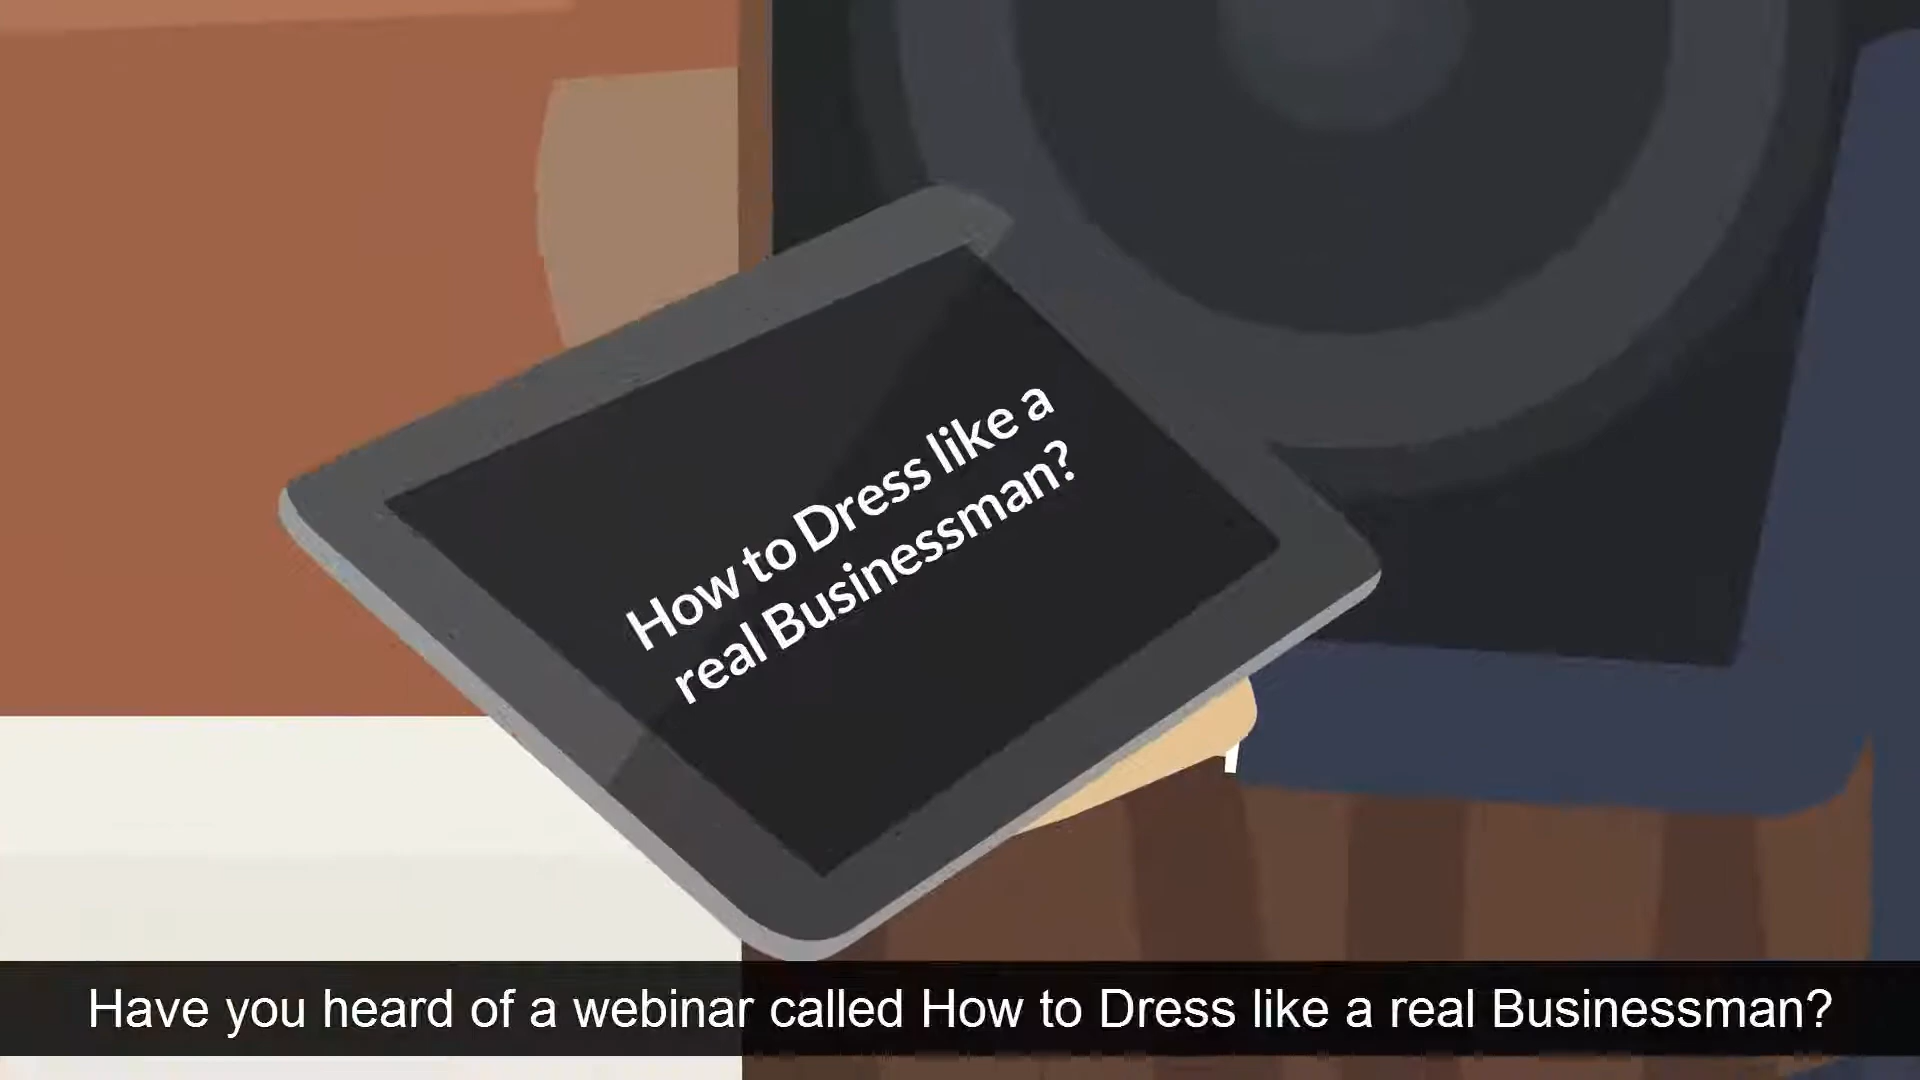 How to Dress like a
real Businessman?
Have you heard of a webinar called How to Dress like a real Businessman?